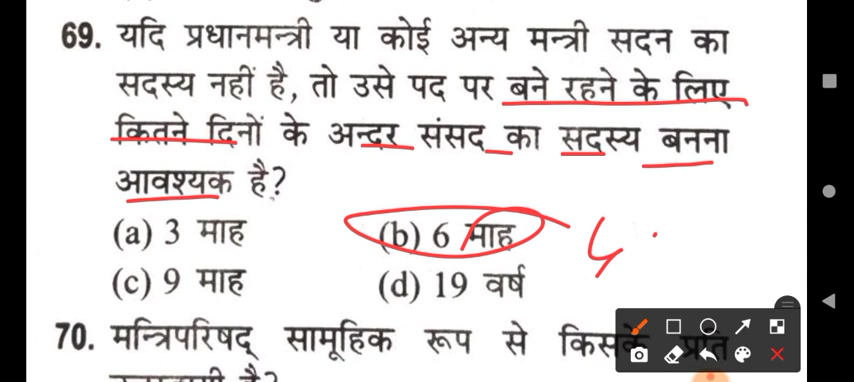 69. यदि प्रधानमन्त्री या कोई अन्य मन्त्री सदन का
सदस्य नहीं है, तो उसे पद पर बने रहने के लिए
कितने दिनों के अन्दर संसद का सदस्य बनना
आवश्यक है?
(a) 3 माह (b) 6 माह
(c) 9 माह (d) 19 वर्ष
70. मन्त्रिपरिषद् सामूहिक रूप से किसके प्रति